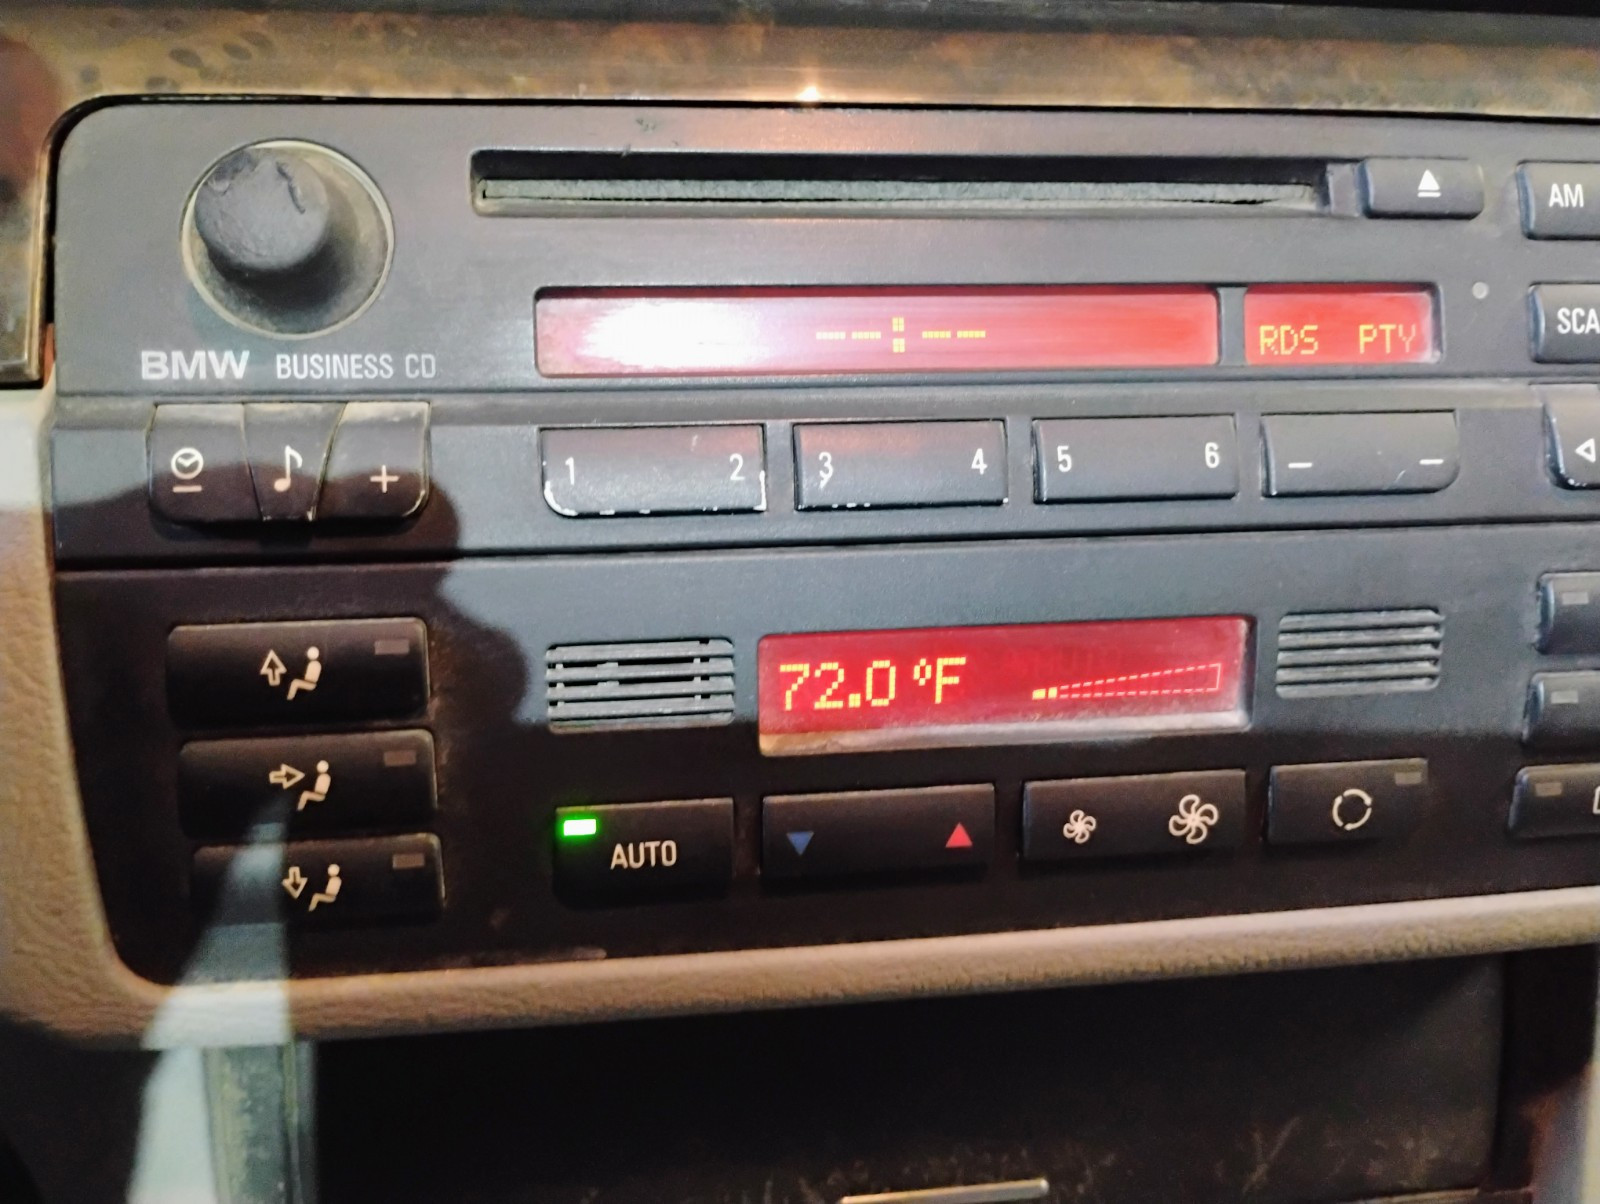 AM
-- -- : -- --
RDS PTY
SCA
BMW BUSINESS CD
+
1 2 3 4 5 6 – –
72.0 °F
AUTO